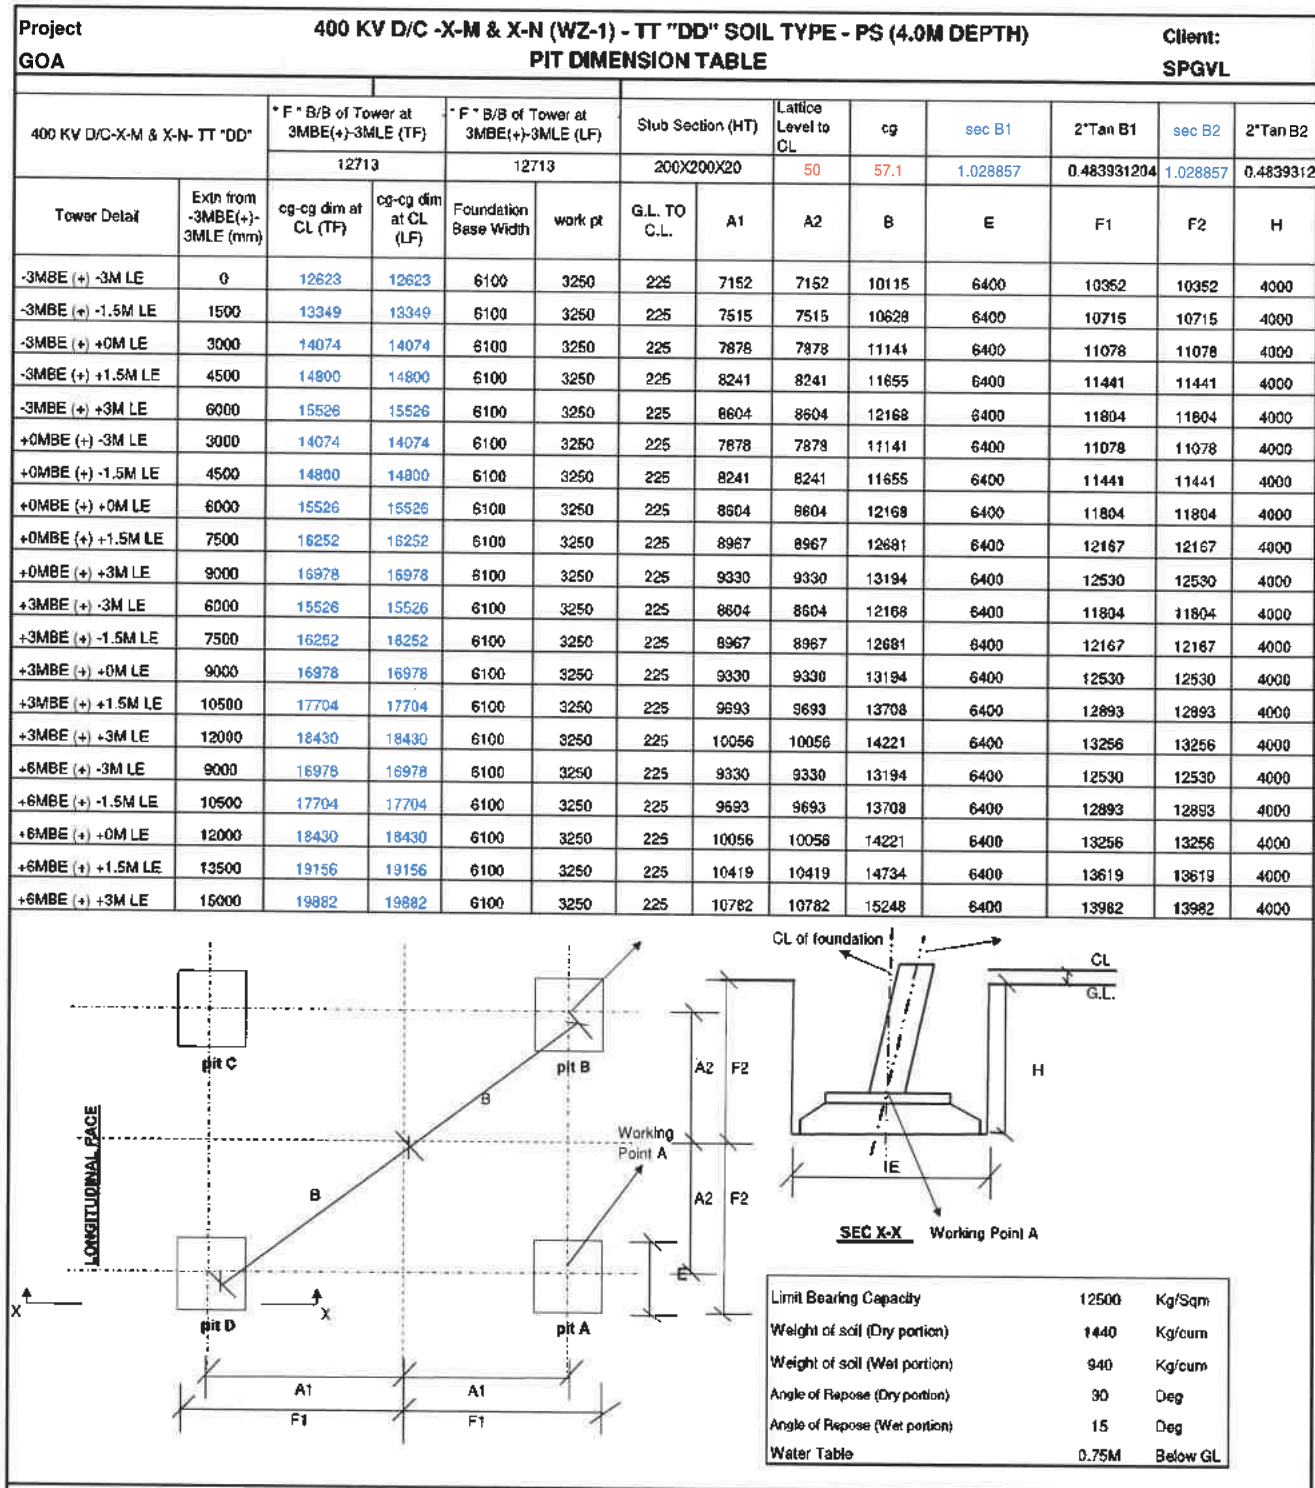 Project 400 KV D/C -X-M & X-N (WZ-1) - TT "DD" SOIL TYPE - PS (4.0M DEPTH) Client:
GOA PIT DIMENSION TABLE SPGVL
400 KV D/C-X-M & X-N- TT "DD" " F " B/B of Tower at 3MBE(+)-3MLE (TF) " F " B/B of Tower at 3MBE(+)-3MLE (LF) Stub Section (HT) Lattice Level to CL cg sec B1 2*Tan B1 sec B2 2*Tan B2
12713 12713 200X200X20 50 57.1 1.028857 0.483931204 1.028857 0.4839312
Tower Detail Extn from -3MBE(+)-3MLE (mm) cg-cg dim at CL (TF) cg-cg dim at CL (LF) Foundation Base Width work pt G.L. TO C.L. A1 A2 B E F1 F2 H
-3MBE (+) -3M LE 0 12623 12623 6100 3250 225 7152 7152 10115 6400 10352 10352 4000
-3MBE (+) -1.5M LE 1500 13349 13349 6100 3250 225 7515 7515 10628 6400 10715 10715 4000
-3MBE (+) +0M LE 3000 14074 14074 6100 3250 225 7878 7878 11141 6400 11078 11078 4000
-3MBE (+) +1.5M LE 4500 14800 14800 6100 3250 225 8241 8241 11655 6400 11441 11441 4000
-3MBE (+) +3M LE 6000 15526 15526 6100 3250 225 8604 8604 12168 6400 11804 11804 4000
+0MBE (+) -3M LE 3000 14074 14074 6100 3250 225 7878 7878 11141 6400 11078 11078 4000
+0MBE (+) -1.5M LE 4500 14800 14800 6100 3250 225 8241 8241 11655 6400 11441 11441 4000
+0MBE (+) +0M LE 6000 15526 15526 6100 3250 225 8604 8604 12168 6400 11804 11804 4000
+0MBE (+) +1.5M LE 7500 16252 16252 6100 3250 225 8967 8967 12681 6400 12167 12167 4000
+0MBE (+) +3M LE 9000 16978 16978 6100 3250 225 9330 9330 13194 6400 12530 12530 4000
+3MBE (+) -3M LE 6000 15526 15526 6100 3250 225 8604 8604 12168 6400 11804 11804 4000
+3MBE (+) -1.5M LE 7500 16252 16252 6100 3250 225 8967 8967 12681 6400 12167 12167 4000
+3MBE (+) +0M LE 9000 16978 16978 6100 3250 225 9330 9330 13194 6400 12530 12530 4000
+3MBE (+) +1.5M LE 10500 17704 17704 6100 3250 225 9693 9693 13708 6400 12893 12893 4000
+3MBE (+) +3M LE 12000 18430 18430 6100 3250 225 10056 10056 14221 6400 13256 13256 4000
+6MBE (+) -3M LE 9000 16978 16978 6100 3250 225 9330 9330 13194 6400 12530 12530 4000
+6MBE (+) -1.5M LE 10500 17704 17704 6100 3250 225 9693 9693 13708 6400 12893 12893 4000
+6MBE (+) +0M LE 12000 18430 18430 6100 3250 225 10056 10056 14221 6400 13256 13256 4000
+6MBE (+) +1.5M LE 13500 19156 19156 6100 3250 225 10419 10419 14734 6400 13619 13619 4000
+6MBE (+) +3M LE 15000 19882 19882 6100 3250 225 10782 10782 15248 6400 13982 13982 4000
CL of foundation
CL
G.L.
pit C
pit B
A2 F2
H
B
LONGITUDINAL FACE
Working
Point A
E
B
A2 F2
SEC X-X Working Point A
E
X X
pit D
pit A
A1 A1
F1 F1
Limit Bearing Capacity 12500 Kg/Sqm
Weight of soil (Dry portion) 1440 Kg/cum
Weight of soil (Wet portion) 940 Kg/cum
Angle of Repose (Dry portion) 30 Deg
Angle of Repose (Wet portion) 15 Deg
Water Table 0.75M Below GL